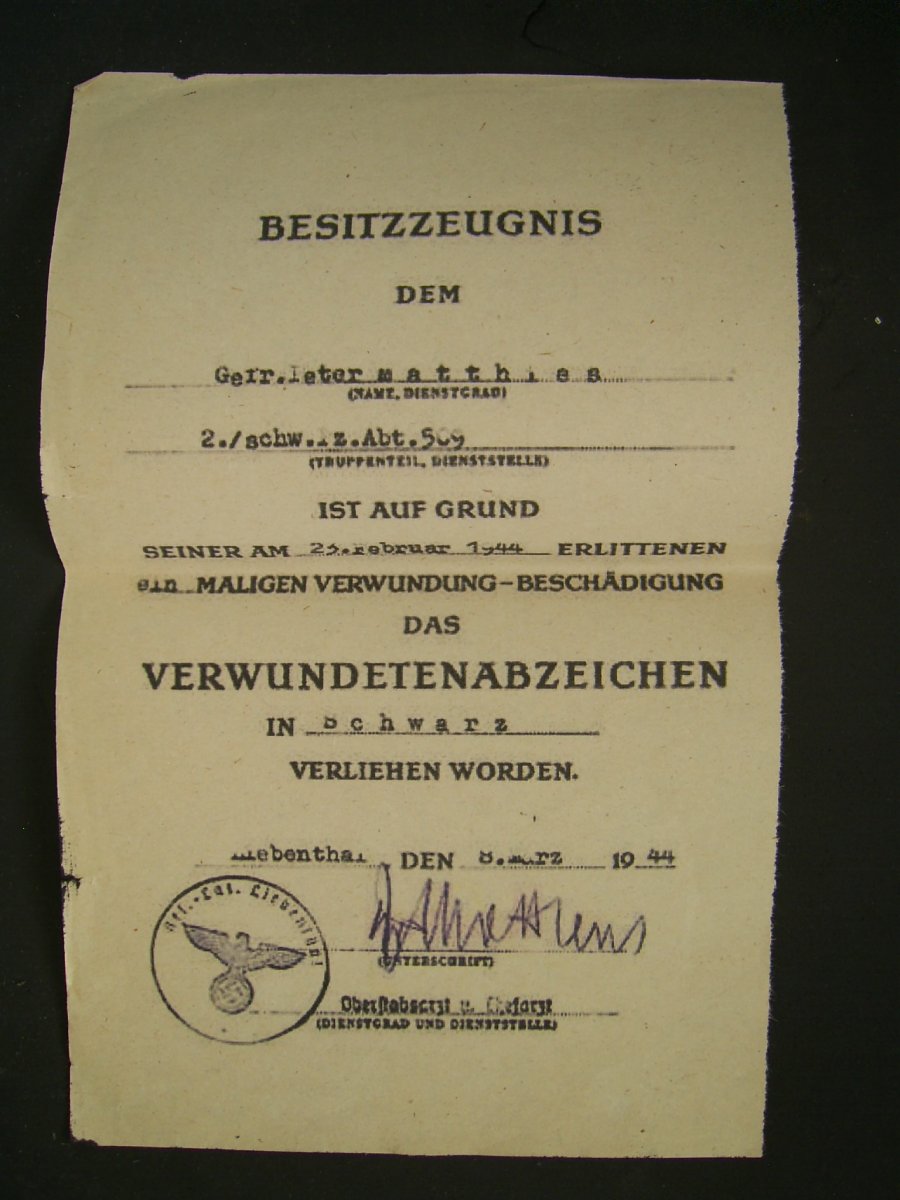 BESITZZEUGNIS
DEM
Gefr. Peter Matthies
(NAME, DIENSTGRAD)
2./schw.Pz.Abt.509
(TRUPPENTEIL, DIENSTSTELLE)
IST AUF GRUND
SEINER AM Februar 1944 ERLITTENEN
ein MALIGEN VERWUNDUNG-BESCHÄDIGUNG
DAS
VERWUNDETENABZEICHEN
IN Schwarz
VERLIEHEN WORDEN.
Liebenthal DEN 8.März 1944
(UNTERSCHRIFT)
Oberstabsarzt u. Chefarzt
(DIENSTGRAD UND DIENSTSTELLE)